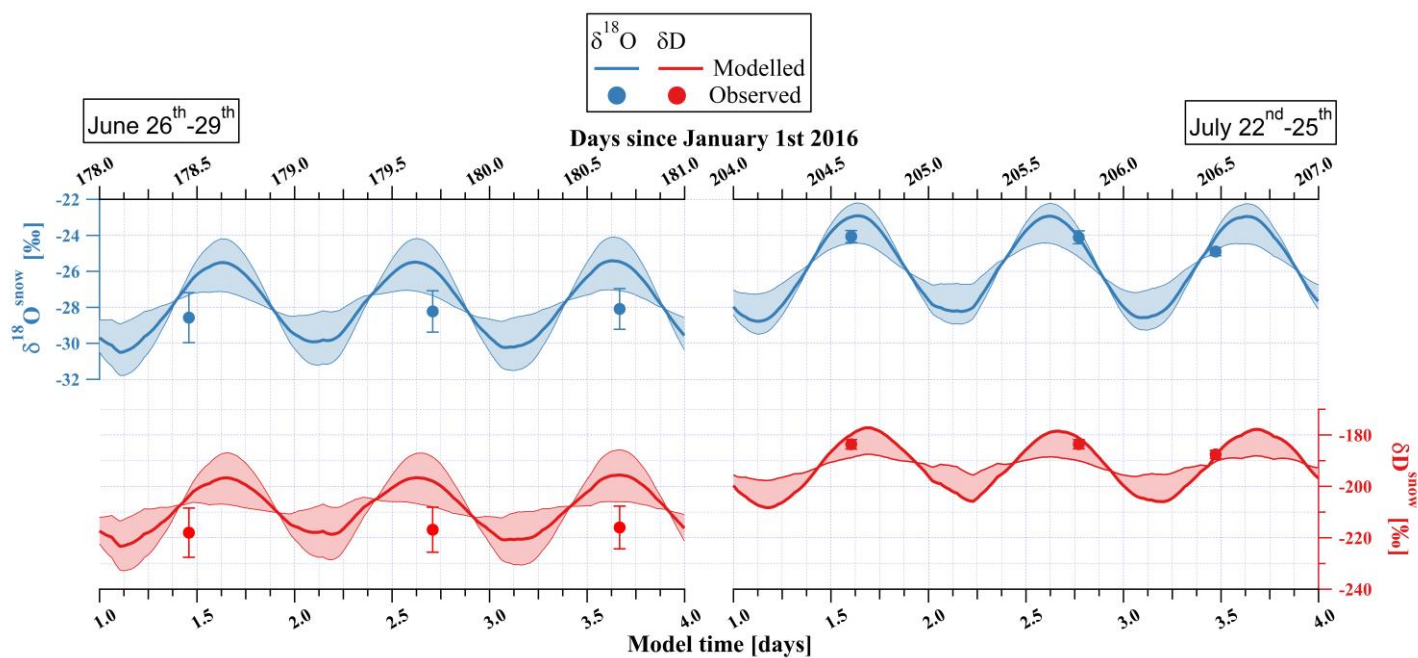 δ18O δD
Modelled
Observed
June 26th-29th
July 22nd-25th
Days since January 1st 2016
178.0 178.5 179.0 179.5 180.0 180.5 181.0
204.0 204.5 205.0 205.5 206.0 206.5 207.0
δ18Osnow [‰]
-22
-24
-26
-28
-30
-32
-180
-200
-220
-240
δDsnow [‰]
1.0 1.5 2.0 2.5 3.0 3.5 4.0
1.0 1.5 2.0 2.5 3.0 3.5 4.0
Model time [days]